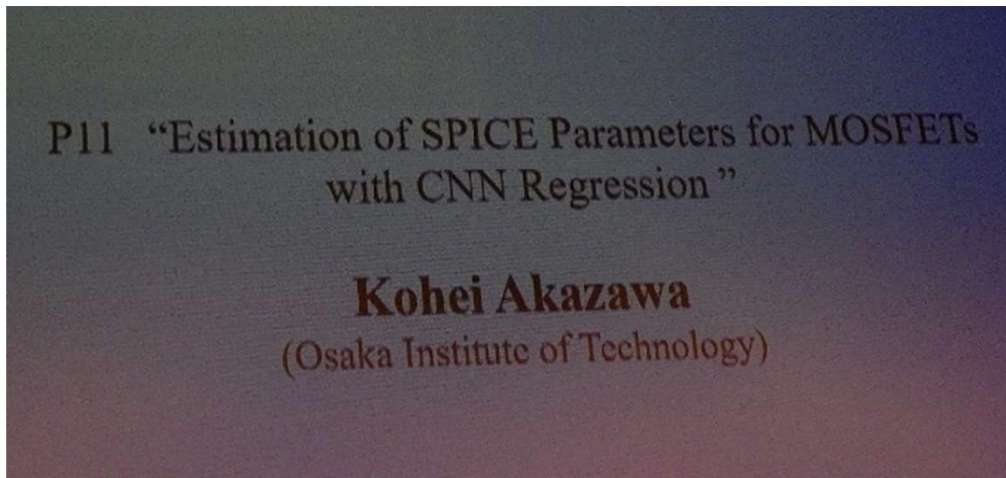 P11 “Estimation of SPICE Parameters for MOSFETs
with CNN Regression ”
Kohei Akazawa
(Osaka Institute of Technology)